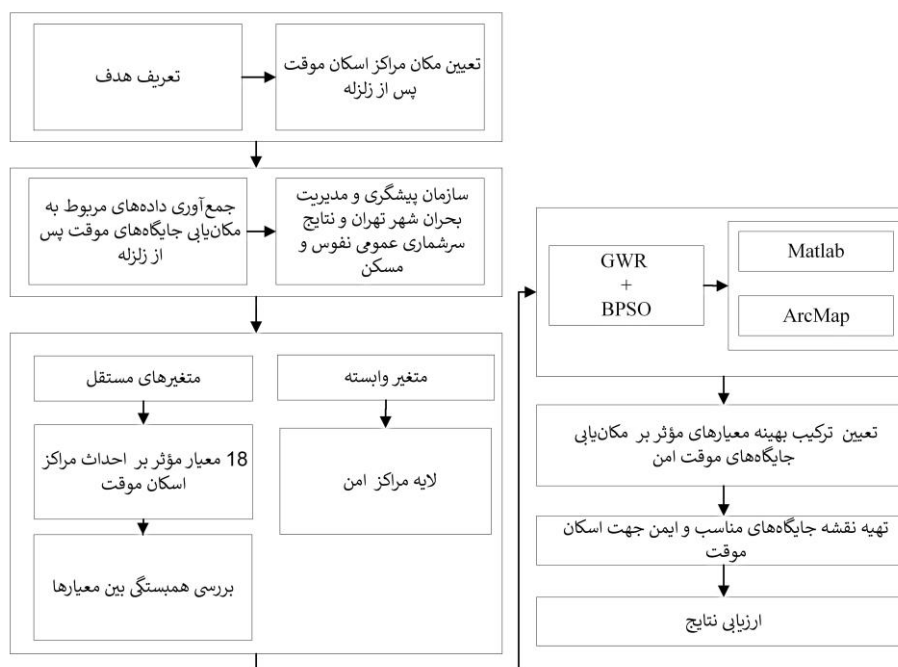 تعریف هدف
تعیین مکان مراکز اسکان موقت
پس از زلزله
جمع‌آوری داده‌های مربوط به
مکان‌یابی جایگاه‌های موقت پس
از زلزله
سازمان پیشگری و مدیریت
بحران شهر تهران و نتایج
سرشماری عمومی نفوس و
مسکن
متغیرهای مستقل
18 معیار مؤثر بر احداث مراکز
اسکان موقت
بررسی همبستگی بین معیارها
متغیر وابسته
لایه مراکز امن
GWR
+
BPSO
Matlab
ArcMap
تعیین ترکیب بهینه معیارهای مؤثر بر مکان‌یابی
جایگاه‌های موقت امن
تهیه نقشه جایگاه‌های مناسب و ایمن جهت اسکان
موقت
ارزیابی نتایج